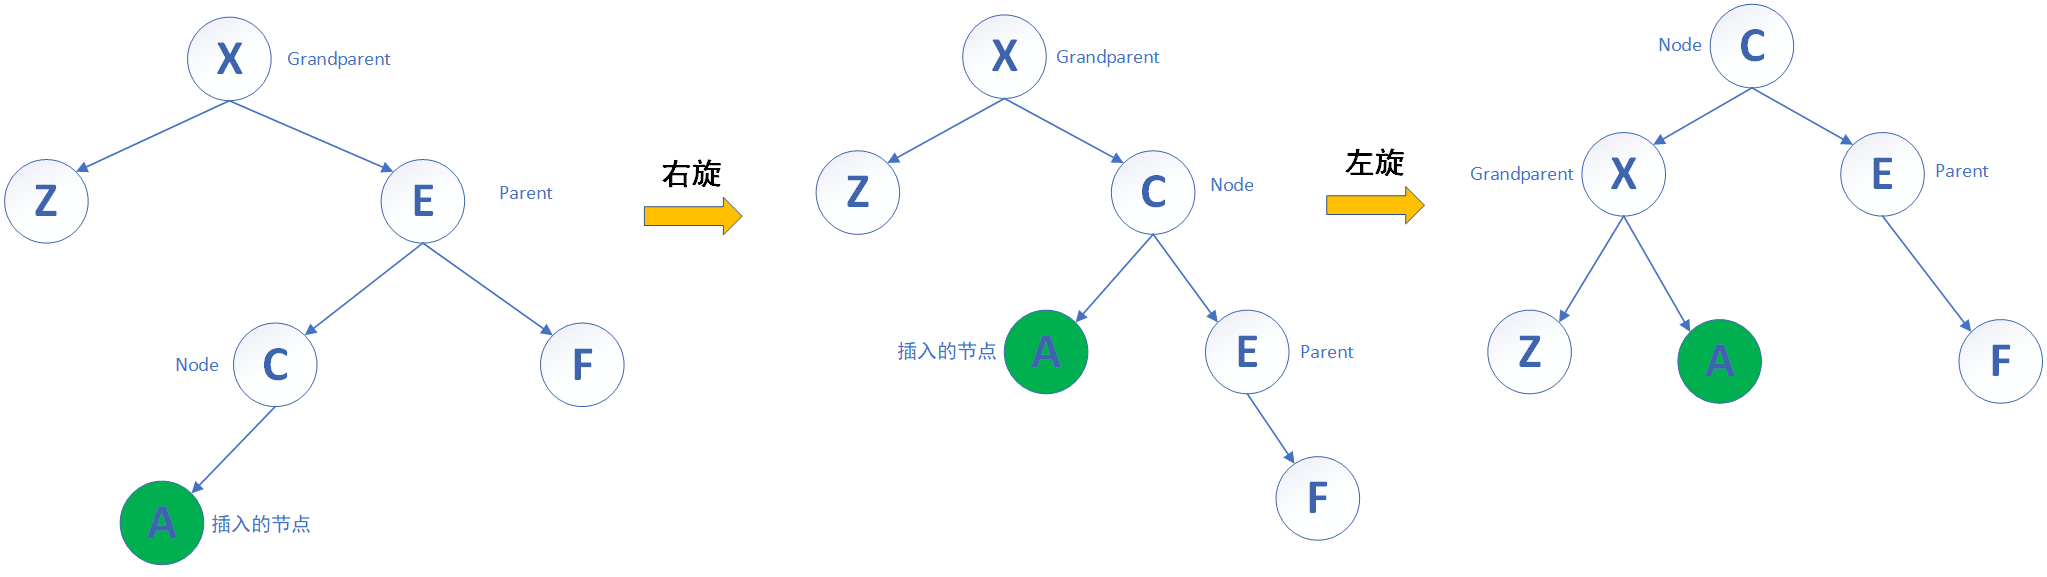 X
Grandparent
Z
E
Parent
Node
C
F
A
插入的节点
右旋
X
Grandparent
Z
C
Node
插入的节点
A
E
Parent
F
左旋
Node
C
Grandparent
X
E
Parent
Z
A
F